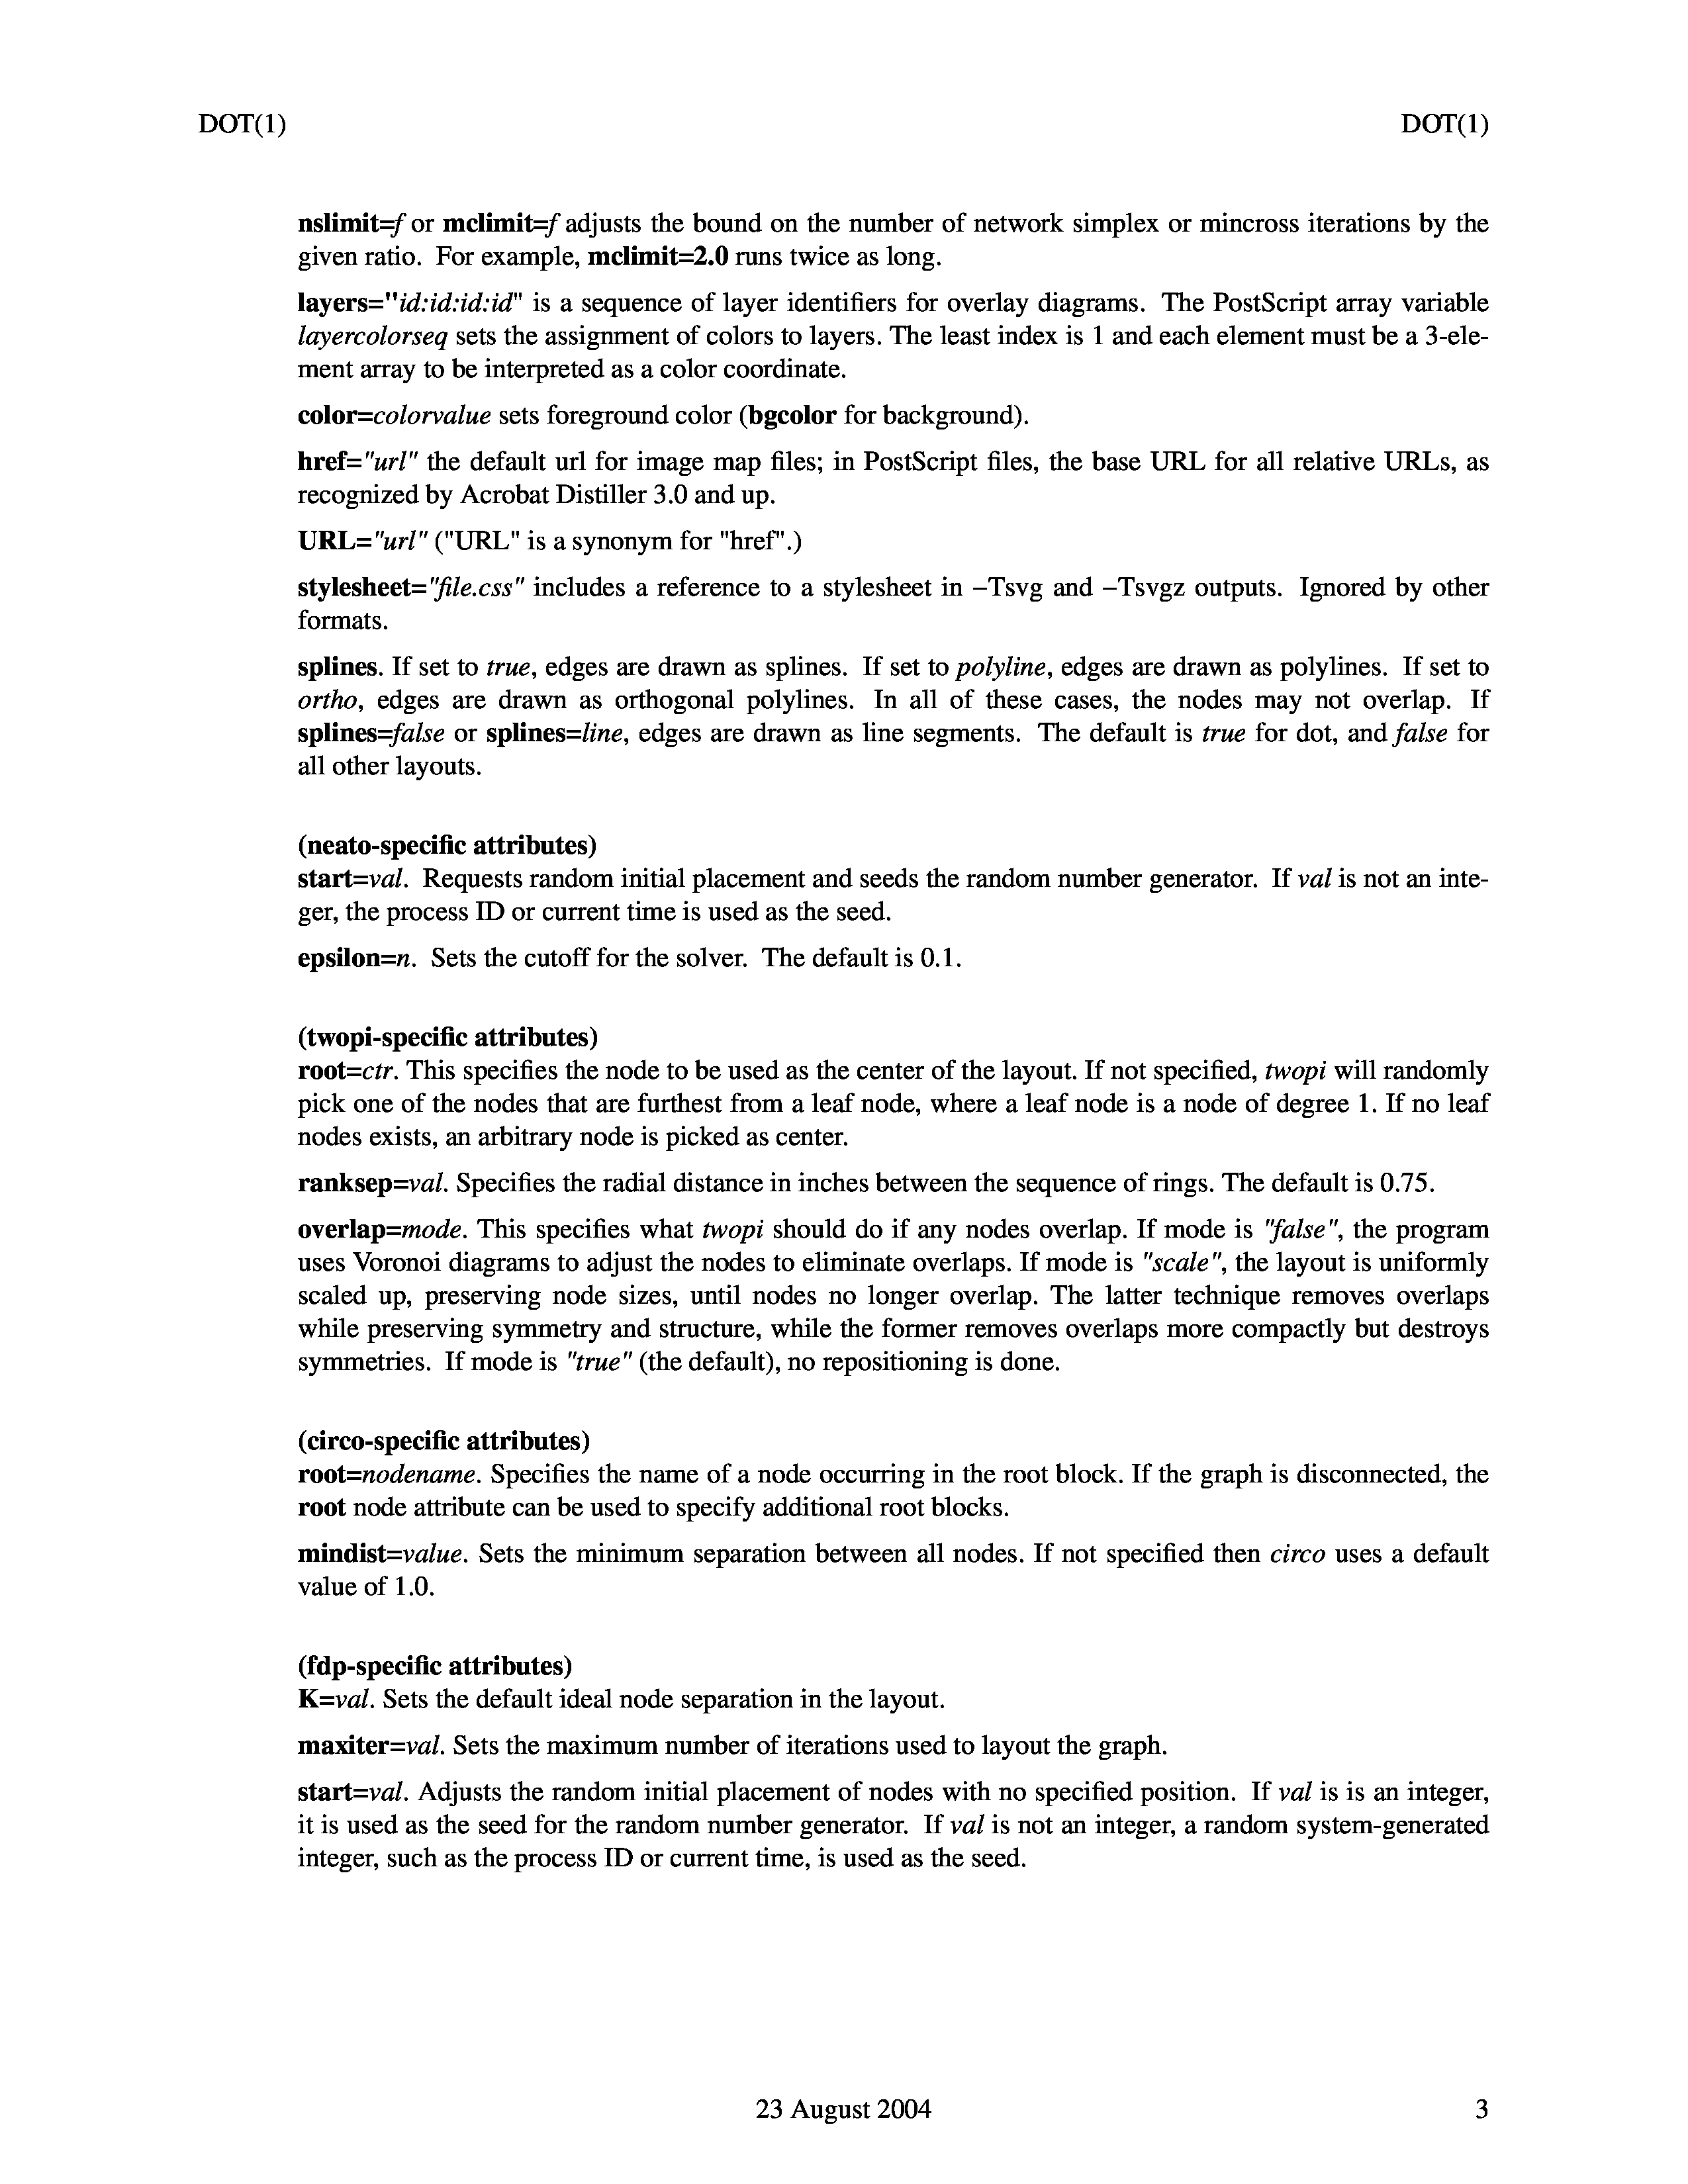 DOT(1) DOT(1)
nslimit=f or mclimit=f adjusts the bound on the number of network simplex or mincross iterations by the
given ratio. For example, mclimit=2.0 runs twice as long.
layers="id:id:id:id" is a sequence of layer identifiers for overlay diagrams. The PostScript array variable
layercolorseq sets the assignment of colors to layers. The least index is 1 and each element must be a 3-ele-
ment array to be interpreted as a color coordinate.
color=colorvalue sets foreground color (bgcolor for background).
href="url" the default url for image map files; in PostScript files, the base URL for all relative URLs, as
recognized by Acrobat Distiller 3.0 and up.
URL="url" ("URL" is a synonym for "href".)
stylesheet="file.css" includes a reference to a stylesheet in −Tsvg and −Tsvgz outputs. Ignored by other
formats.
splines. If set to true, edges are drawn as splines. If set to polyline, edges are drawn as polylines. If set to
ortho, edges are drawn as orthogonal polylines. In all of these cases, the nodes may not overlap. If
splines=false or splines=line, edges are drawn as line segments. The default is true for dot, and false for
all other layouts.
(neato-specific attributes)
start=val. Requests random initial placement and seeds the random number generator. If val is not an inte-
ger, the process ID or current time is used as the seed.
epsilon=n. Sets the cutoff for the solver. The default is 0.1.
(twopi-specific attributes)
root=ctr. This specifies the node to be used as the center of the layout. If not specified, twopi will randomly
pick one of the nodes that are furthest from a leaf node, where a leaf node is a node of degree 1. If no leaf
nodes exists, an arbitrary node is picked as center.
ranksep=val. Specifies the radial distance in inches between the sequence of rings. The default is 0.75.
overlap=mode. This specifies what twopi should do if any nodes overlap. If mode is "false", the program
uses Voronoi diagrams to adjust the nodes to eliminate overlaps. If mode is "scale", the layout is uniformly
scaled up, preserving node sizes, until nodes no longer overlap. The latter technique removes overlaps
while preserving symmetry and structure, while the former removes overlaps more compactly but destroys
symmetries. If mode is "true" (the default), no repositioning is done.
(circo-specific attributes)
root=nodename. Specifies the name of a node occurring in the root block. If the graph is disconnected, the
root node attribute can be used to specify additional root blocks.
mindist=value. Sets the minimum separation between all nodes. If not specified then circo uses a default
value of 1.0.
(fdp-specific attributes)
K=val. Sets the default ideal node separation in the layout.
maxiter=val. Sets the maximum number of iterations used to layout the graph.
start=val. Adjusts the random initial placement of nodes with no specified position. If val is is an integer,
it is used as the seed for the random number generator. If val is not an integer, a random system-generated
integer, such as the process ID or current time, is used as the seed.
23 August 2004 3